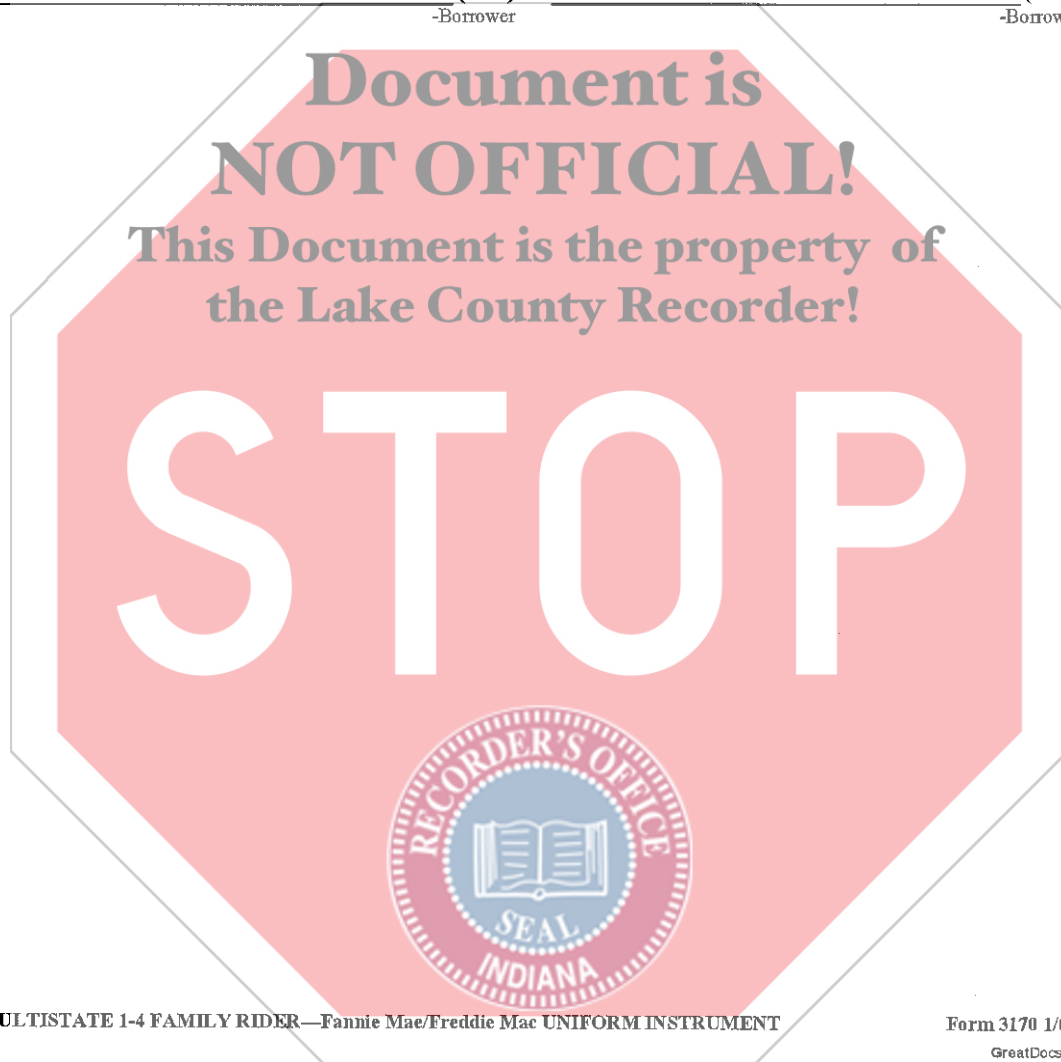 -Borrower -Borrow
Document is
NOT OFFICIAL!
This Document is the property of
the Lake County Recorder!
STOP
RECORDER'S OFFICE
SEAL
INDIANA
ULTISTATE 1-4 FAMILY RIDER—Fannie Mae/Freddie Mac UNIFORM INSTRUMENT Form 3170 1/
GreatDocs